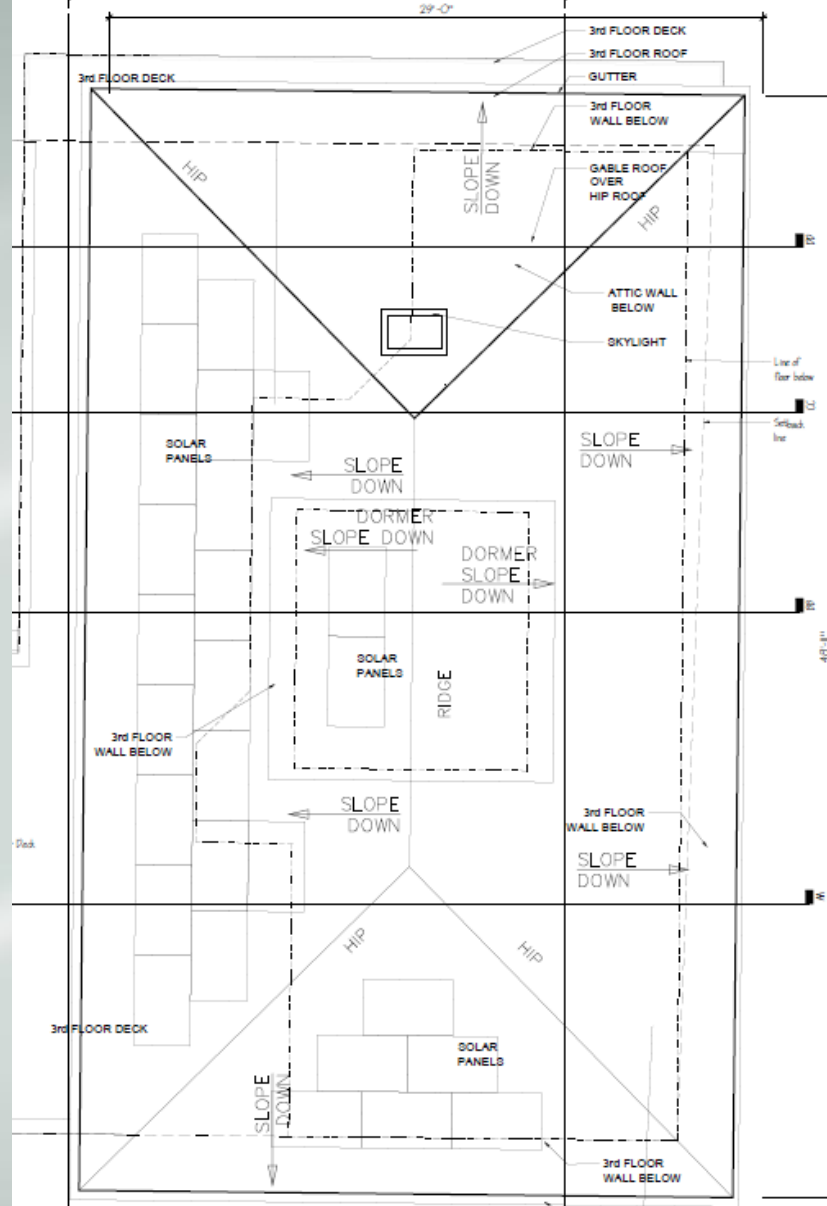 29'-0"
3rd FLOOR DECK
3rd FLOOR ROOF
3rd FLOOR DECK
GUTTER
3rd FLOOR
WALL BELOW
HIP
SLOPE
DOWN
GABLE ROOF
OVER
HIP ROOF
HIP
ATTIC WALL
BELOW
SKYLIGHT
Line of
floor below
Setback
line
SOLAR
PANELS
SLOPE
DOWN
SLOPE
DOWN
DORMER
SLOPE DOWN
DORMER
SLOPE
DOWN
SOLAR
PANELS
RIDGE
3rd FLOOR
WALL BELOW
SLOPE
DOWN
3rd FLOOR
WALL BELOW
Deck
SLOPE
DOWN
HIP
HIP
3rd FLOOR DECK
SOLAR
PANELS
SLOPE
DOWN
3rd FLOOR
WALL BELOW